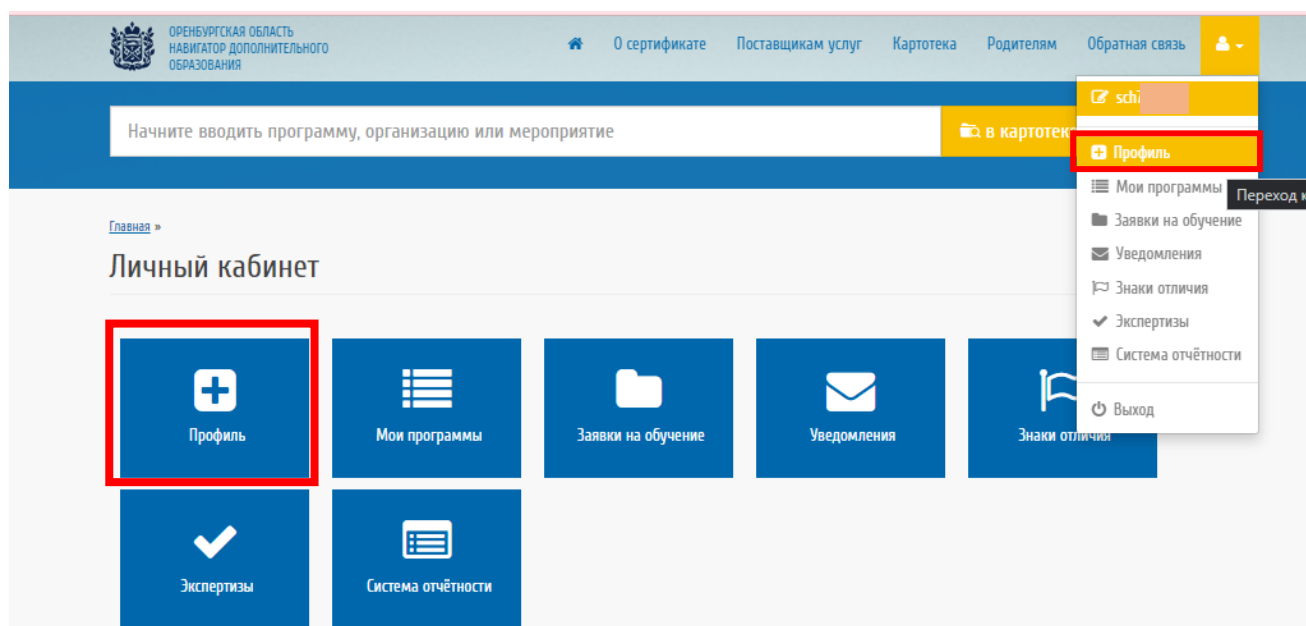 ОРЕНБУРГСКАЯ ОБЛАСТЬ
НАВИГАТОР ДОПОЛНИТЕЛЬНОГО
ОБРАЗОВАНИЯ
О сертификате Поставщикам услуг Картотека Родителям Обратная связь
Начните вводить программу, организацию или мероприятие
в картотек
Профиль
Мои программы
Переход к
Заявки на обучение
Уведомления
Знаки отличия
Экспертизы
Система отчётности
Выход
Главная »
Личный кабинет
Профиль Мои программы Заявки на обучение Уведомления Знаки отличия
Экспертизы Система отчётности